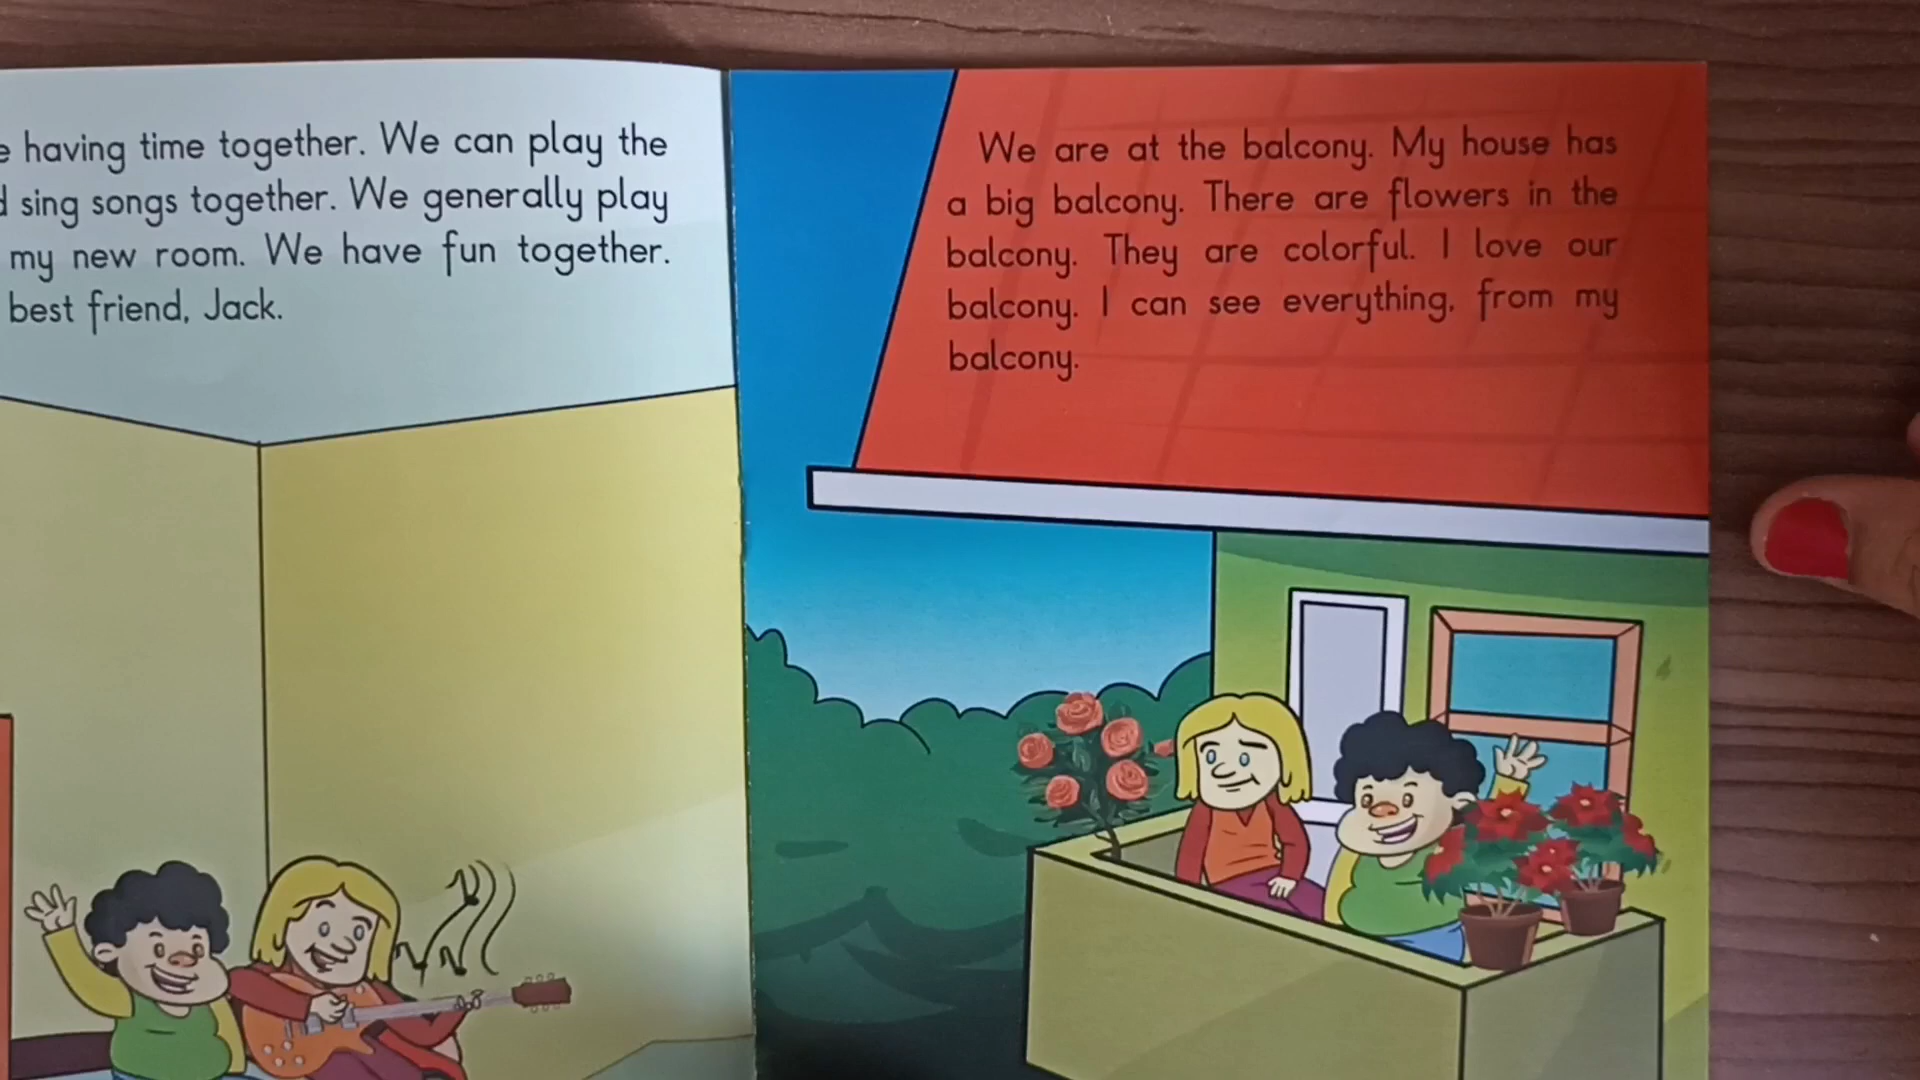 having time together. We can play the
sing songs together. We generally play
my new room. We have fun together.
best friend, Jack.
We are at the balcony. My house has
a big balcony. There are flowers in the
balcony. They are colorful. I love our
balcony. I can see everything, from my
balcony.